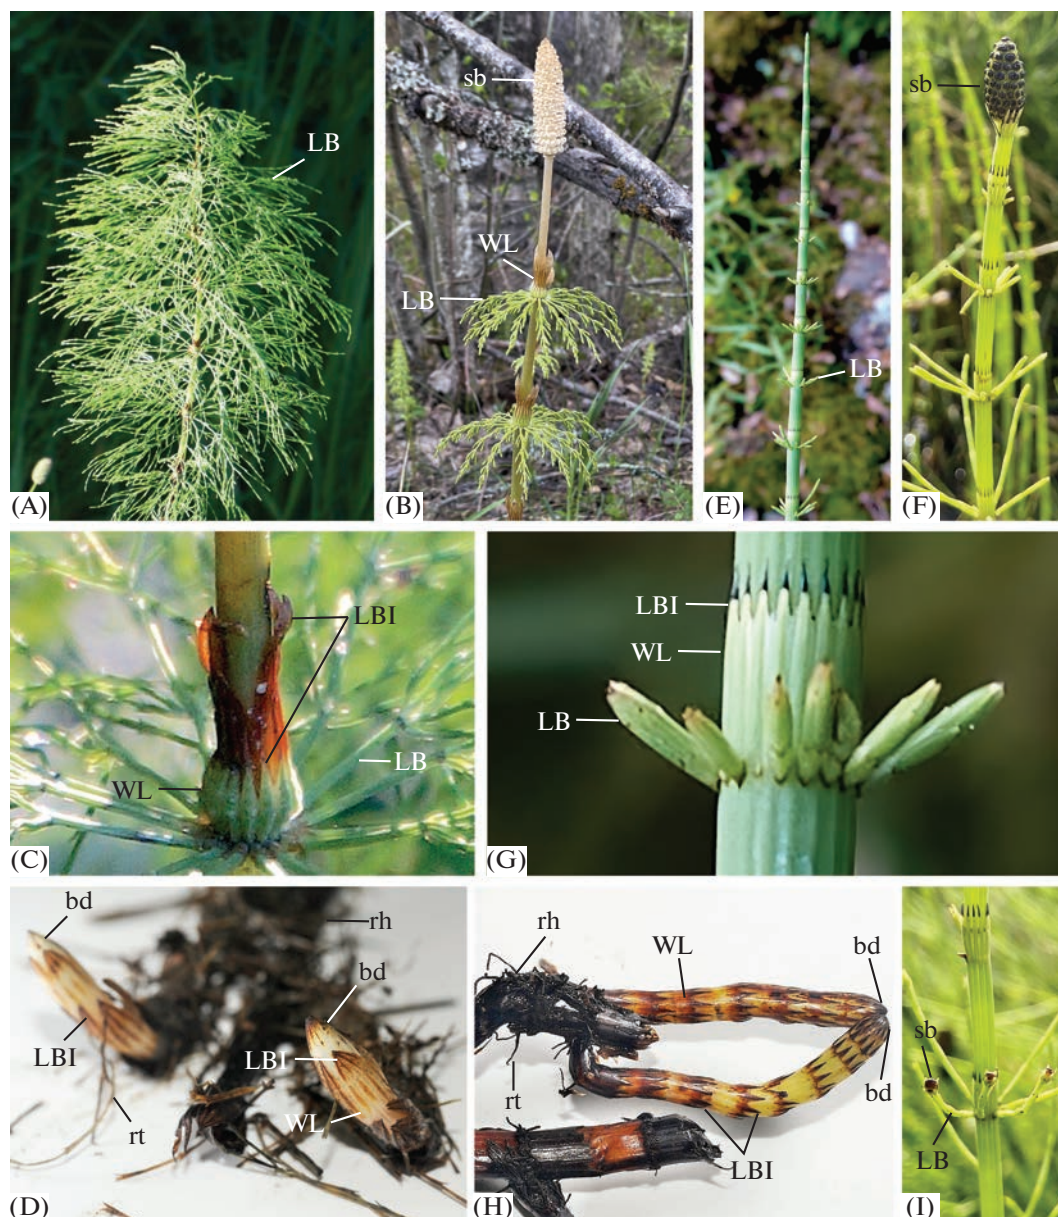 LB
(A)
sb
WL
LB
(B)
LB
(E)
sb
(F)
LBI
WL
LB
(C)
LBI
WL
LB
(G)
bd
rh
bd
LBI
LBI
rt
WL
(D)
rh
WL
bd
rt
bd
LBI
(H)
sb
LB
(I)